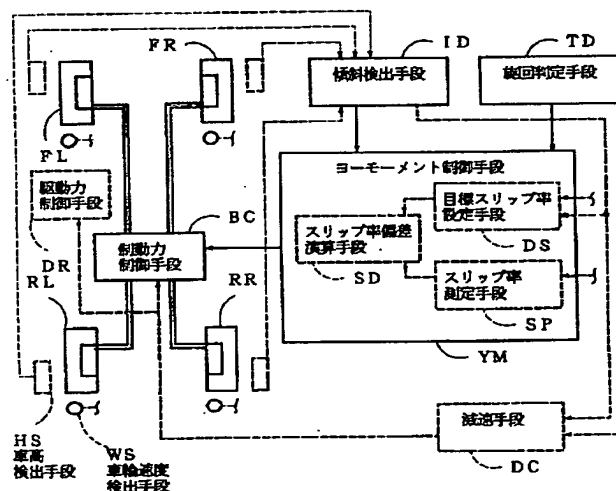 FR
ID
TD
傾斜検出手段
旋回判定手段
FL
ヨーモーメント制御手段
駆動力
制御手段
BC
目標スリップ率
設定手段
DR
制動力
制御手段
スリップ率偏差
演算手段
DS
RL
RR
SD
スリップ率
測定手段
SP
YM
減速手段
HS
車高
検出手段
WS
車輪速度
検出手段
DC